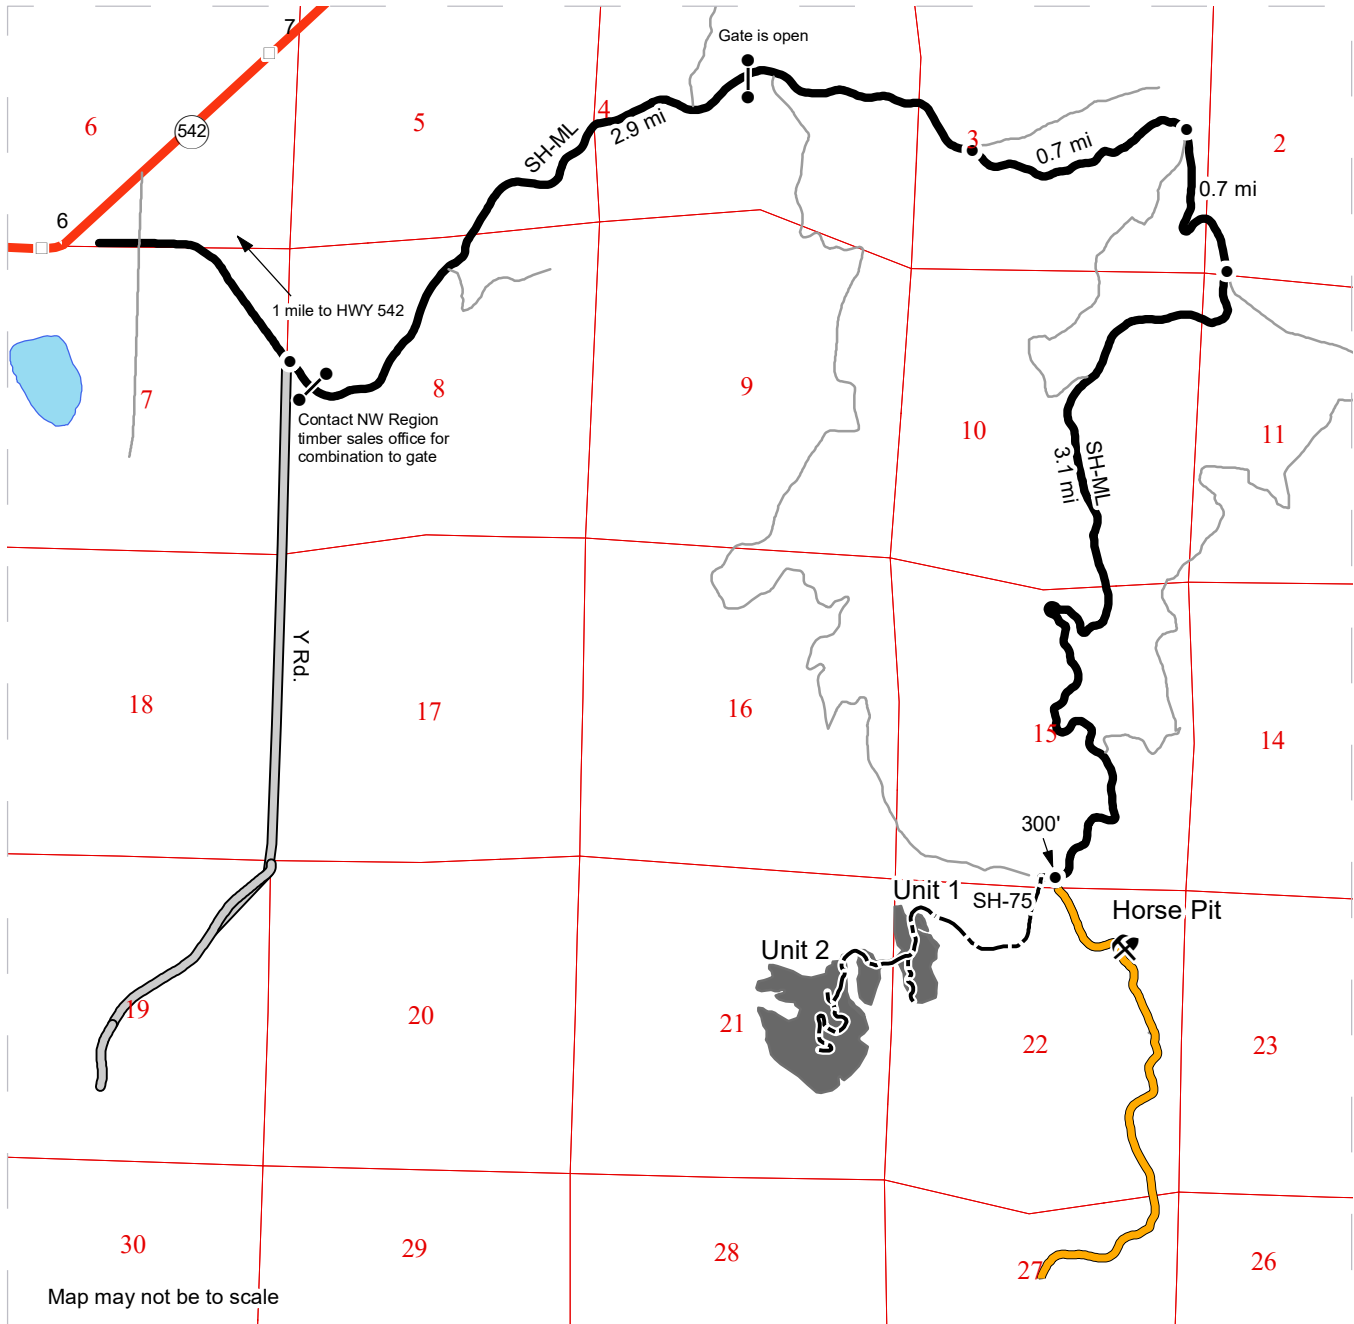 7
Gate is open
6
5
4
542
SH-ML
2.9 mi
3
0.7 mi
2
0.7 mi
6
1 mile to HWY 542
7
8
9
10
11
Contact NW Region
timber sales office for
combination to gate
SH-ML
3.1 mi
Y Rd.
18
17
16
15
14
300'
Unit 1
SH-75
Horse Pit
Unit 2
19
20
21
22
23
30
29
28
27
26
Map may not be to scale